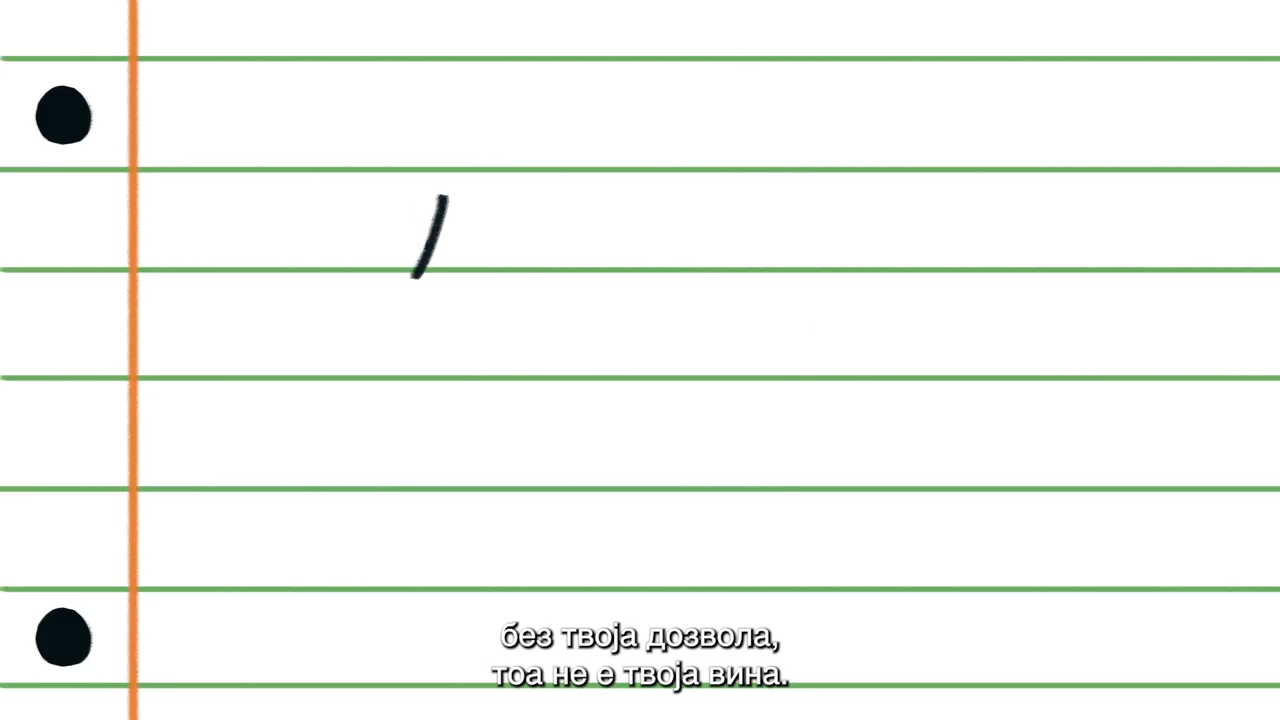 без твоја дозвола,
тоа не е твоја вина.